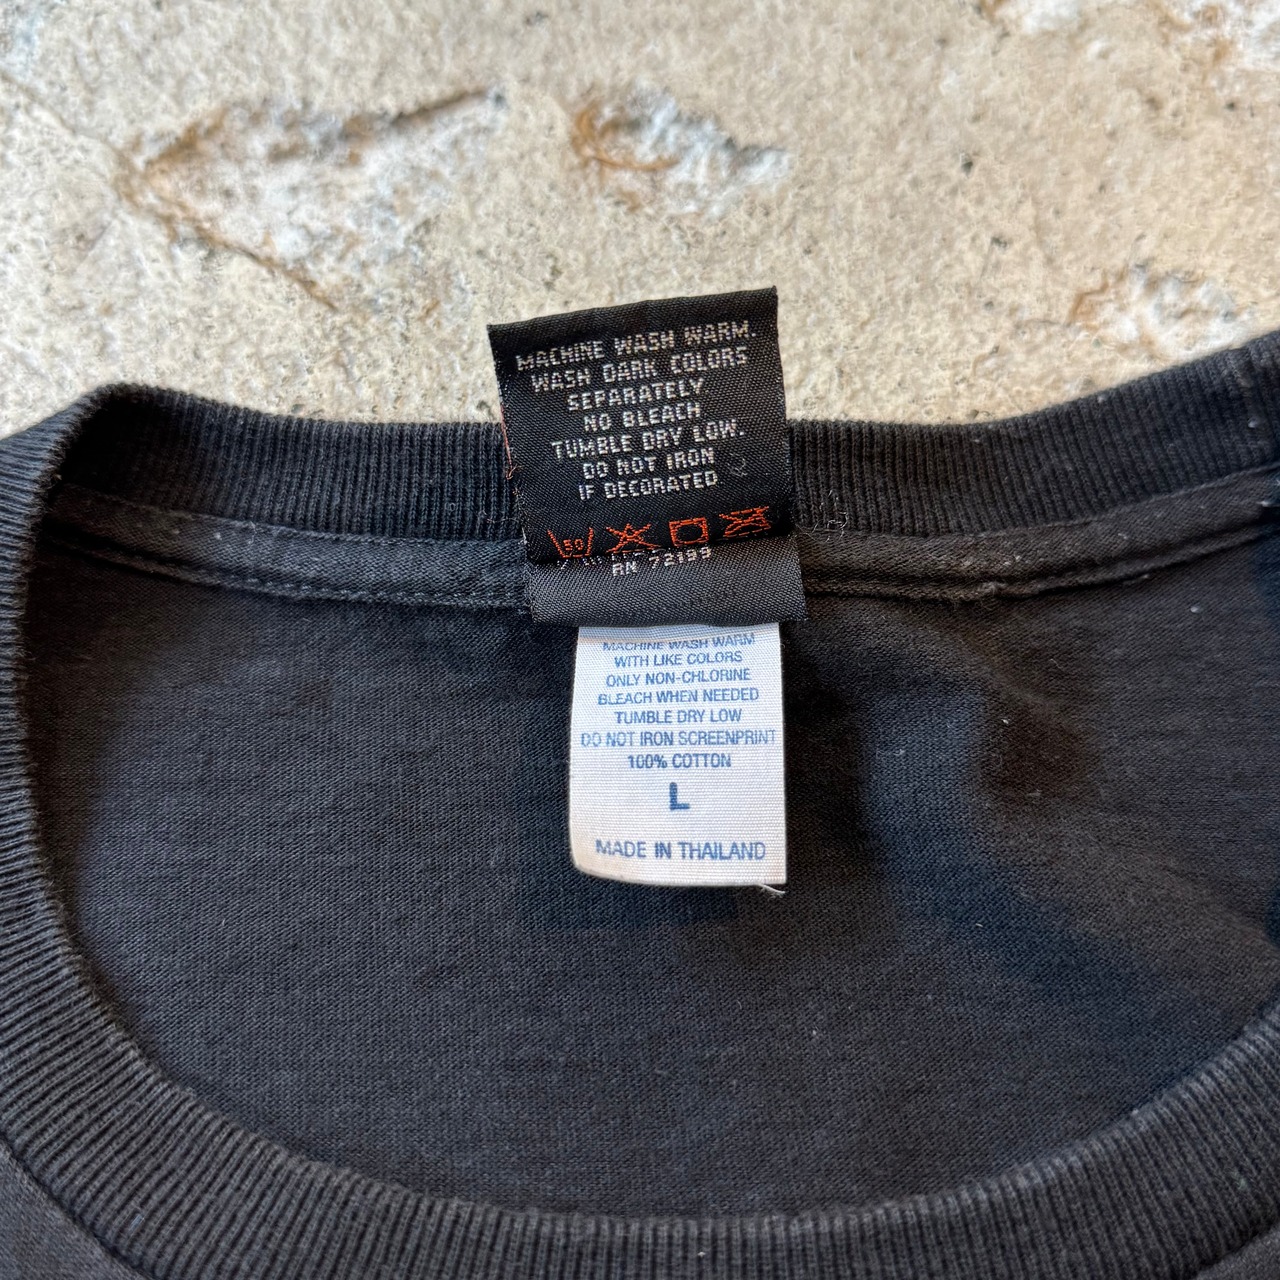 MACHINE WASH WARM.
WASH DARK COLORS
SEPARATELY
NO BLEACH
TUMBLE DRY LOW.
DO NOT IRON
IF DECORATED
50
RN 72199
MACHINE WASH WARM
WITH LIKE COLORS
ONLY NON-CHLORINE
BLEACH WHEN NEEDED
TUMBLE DRY LOW
DO NOT IRON SCREENPRINT
100% COTTON
L
MADE IN THAILAND